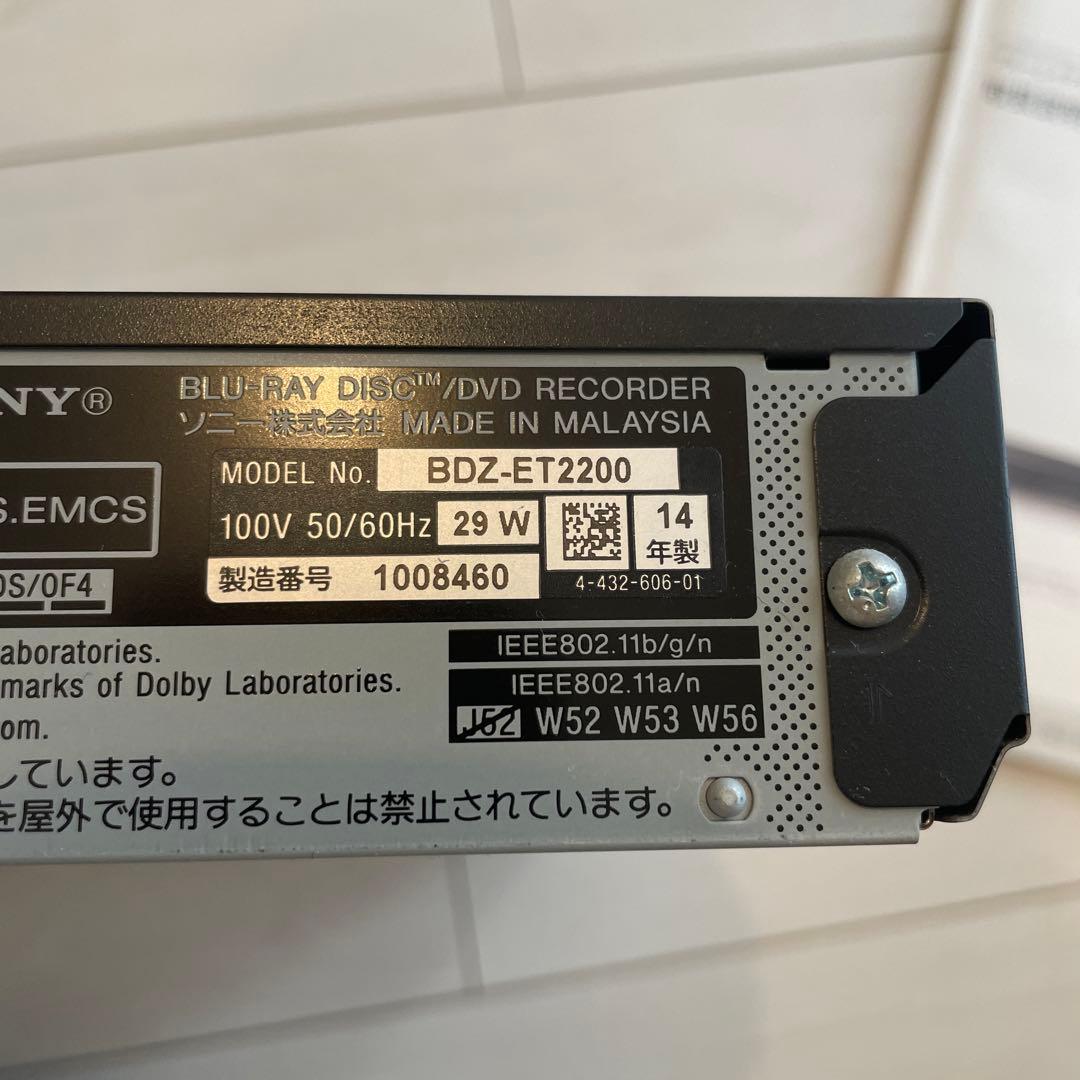 NY®
BLU-RAY DISC™/DVD RECORDER
ソニー株式会社 MADE IN MALAYSIA
S.EMCS
MODEL No. BDZ-ET2200
100V 50/60Hz 29 W
14
年製
製造番号 1008460
4-432-606-01
DS/0F4
aboratories.
marks of Dolby Laboratories.
om.
IEEE802.11b/g/n
IEEE802.11a/n
J52 W52 W53 W56
しています。
を屋外で使用することは禁止されています。